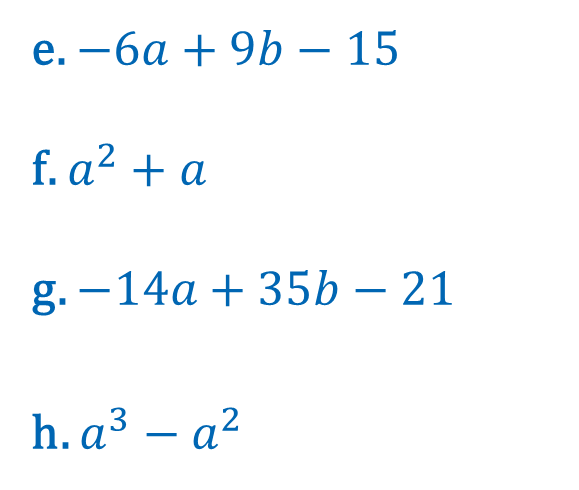 e. −6a + 9b − 15
f. a² + a
g. −14a + 35b − 21
h. a³ − a²